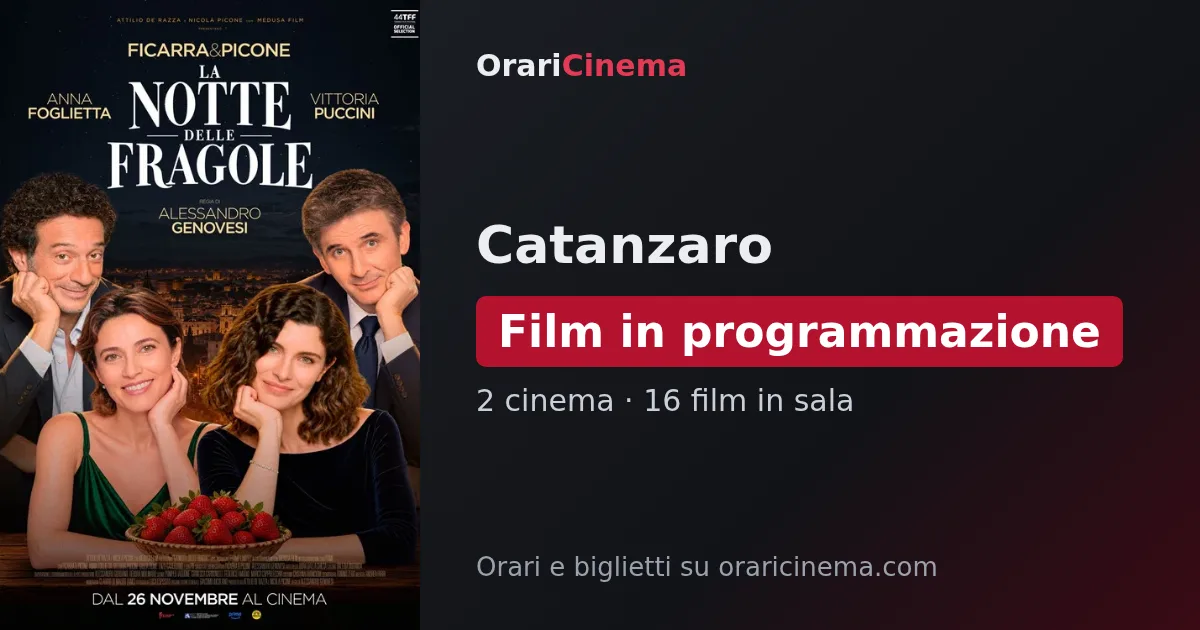 ATTILIO DE RAZZA E NICOLA PICONE CON MEDUSA FILM
44TFF
OFFICIAL
SELECTION
FICARRA&PICONE
LA
NOTTE
DELLE
FRAGOLE
ANNA
FOGLIETTA
VITTORIA
PUCCINI
REGIA DI
ALESSANDRO
GENOVESI
DAL 26 NOVEMBRE AL CINEMA
OrariCinema
Catanzaro
Film in programmazione
2 cinema · 16 film in sala
Orari e biglietti su oraricinema.com